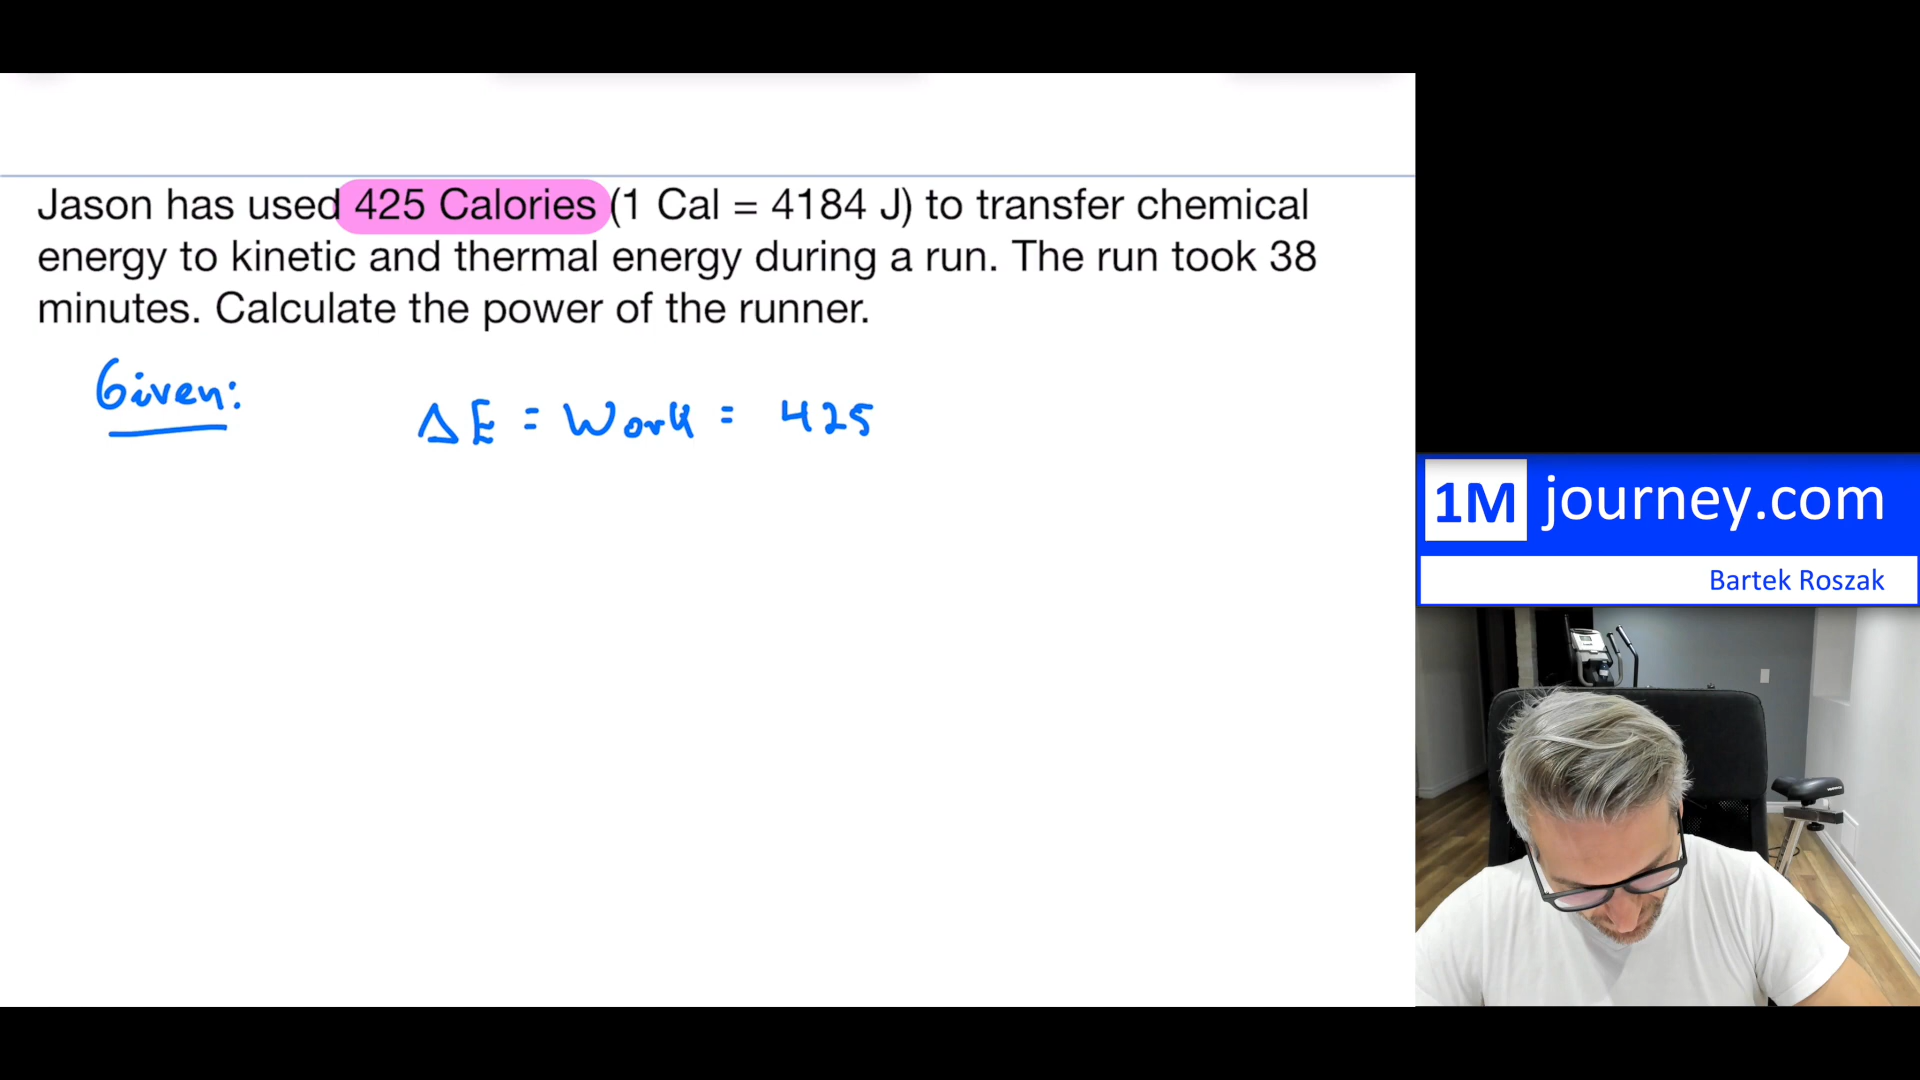 Jason has used 425 Calories (1 Cal = 4184 J) to transfer chemical
energy to kinetic and thermal energy during a run. The run took 38
minutes. Calculate the power of the runner.
Given:
ΔE = Work = 425
1M journey.com
Bartek Roszak